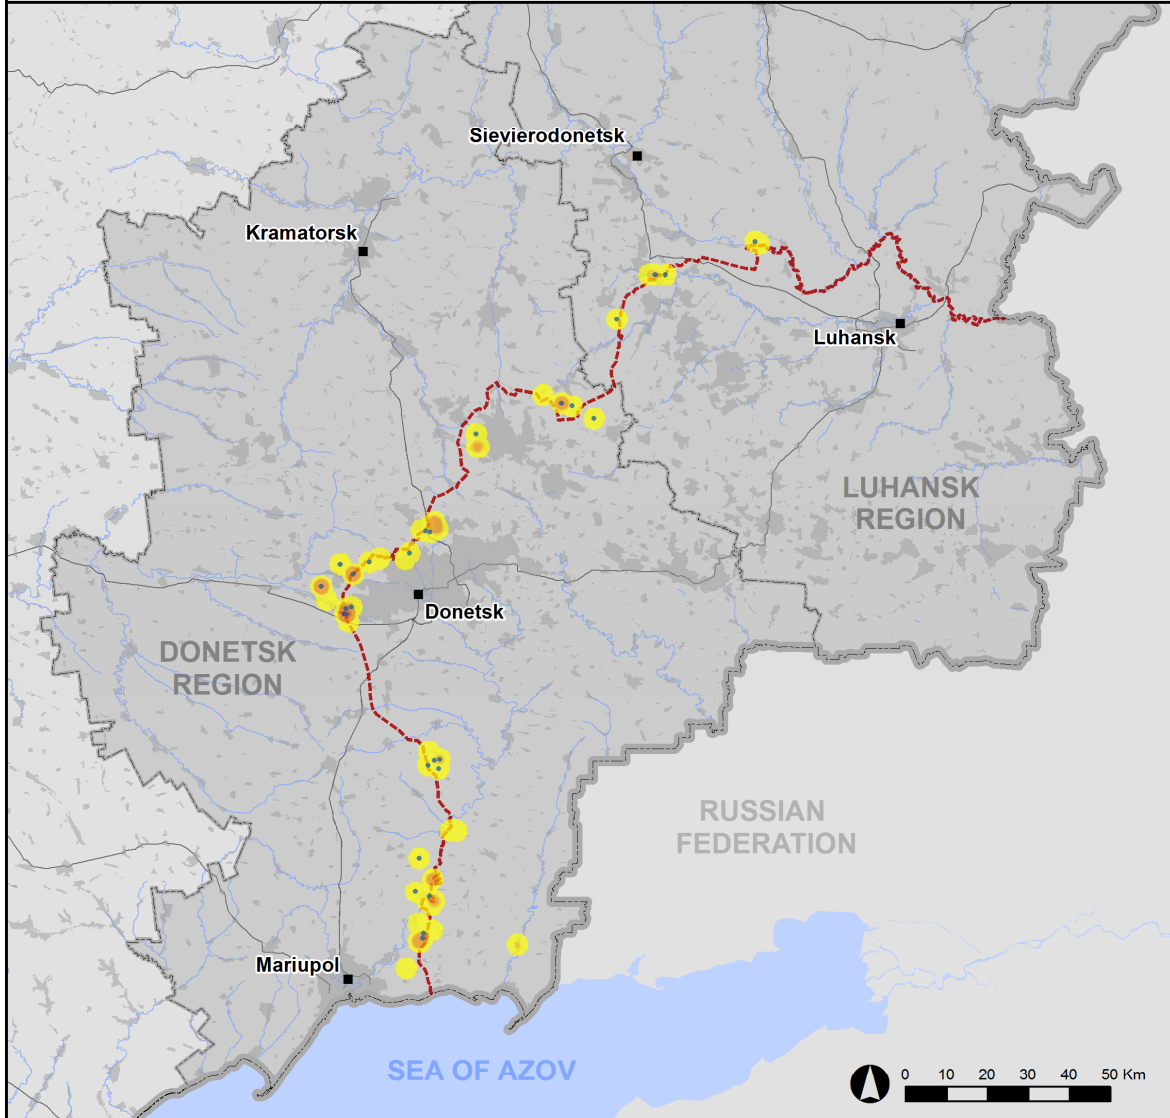 Sievierodonetsk
Kramatorsk
Luhansk
LUHANSK
REGION
Donetsk
DONETSK
REGION
RUSSIAN
FEDERATION
Mariupol
SEA OF AZOV
0 10 20 30 40 50 Km